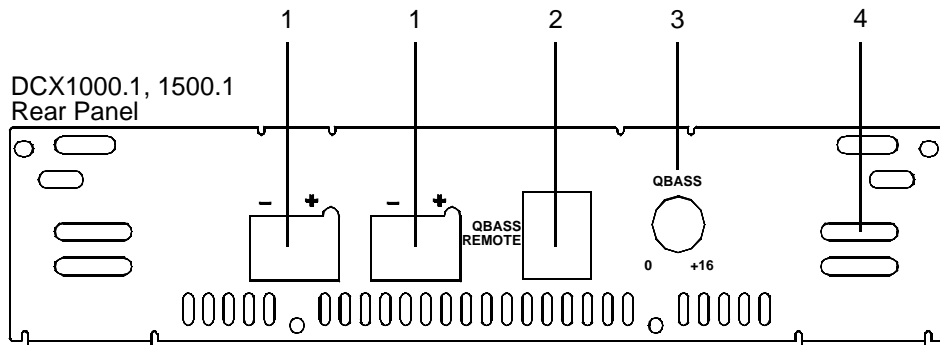 1 1 2 3 4
DCX1000.1, 1500.1
Rear Panel
QBASS
– + – +
QBASS
REMOTE
0 +16